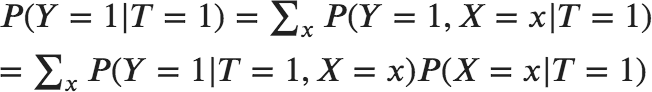 P(Y = 1|T = 1) = ∑ₓ P(Y = 1, X = x|T = 1)
= ∑ₓ P(Y = 1|T = 1, X = x)P(X = x|T = 1)